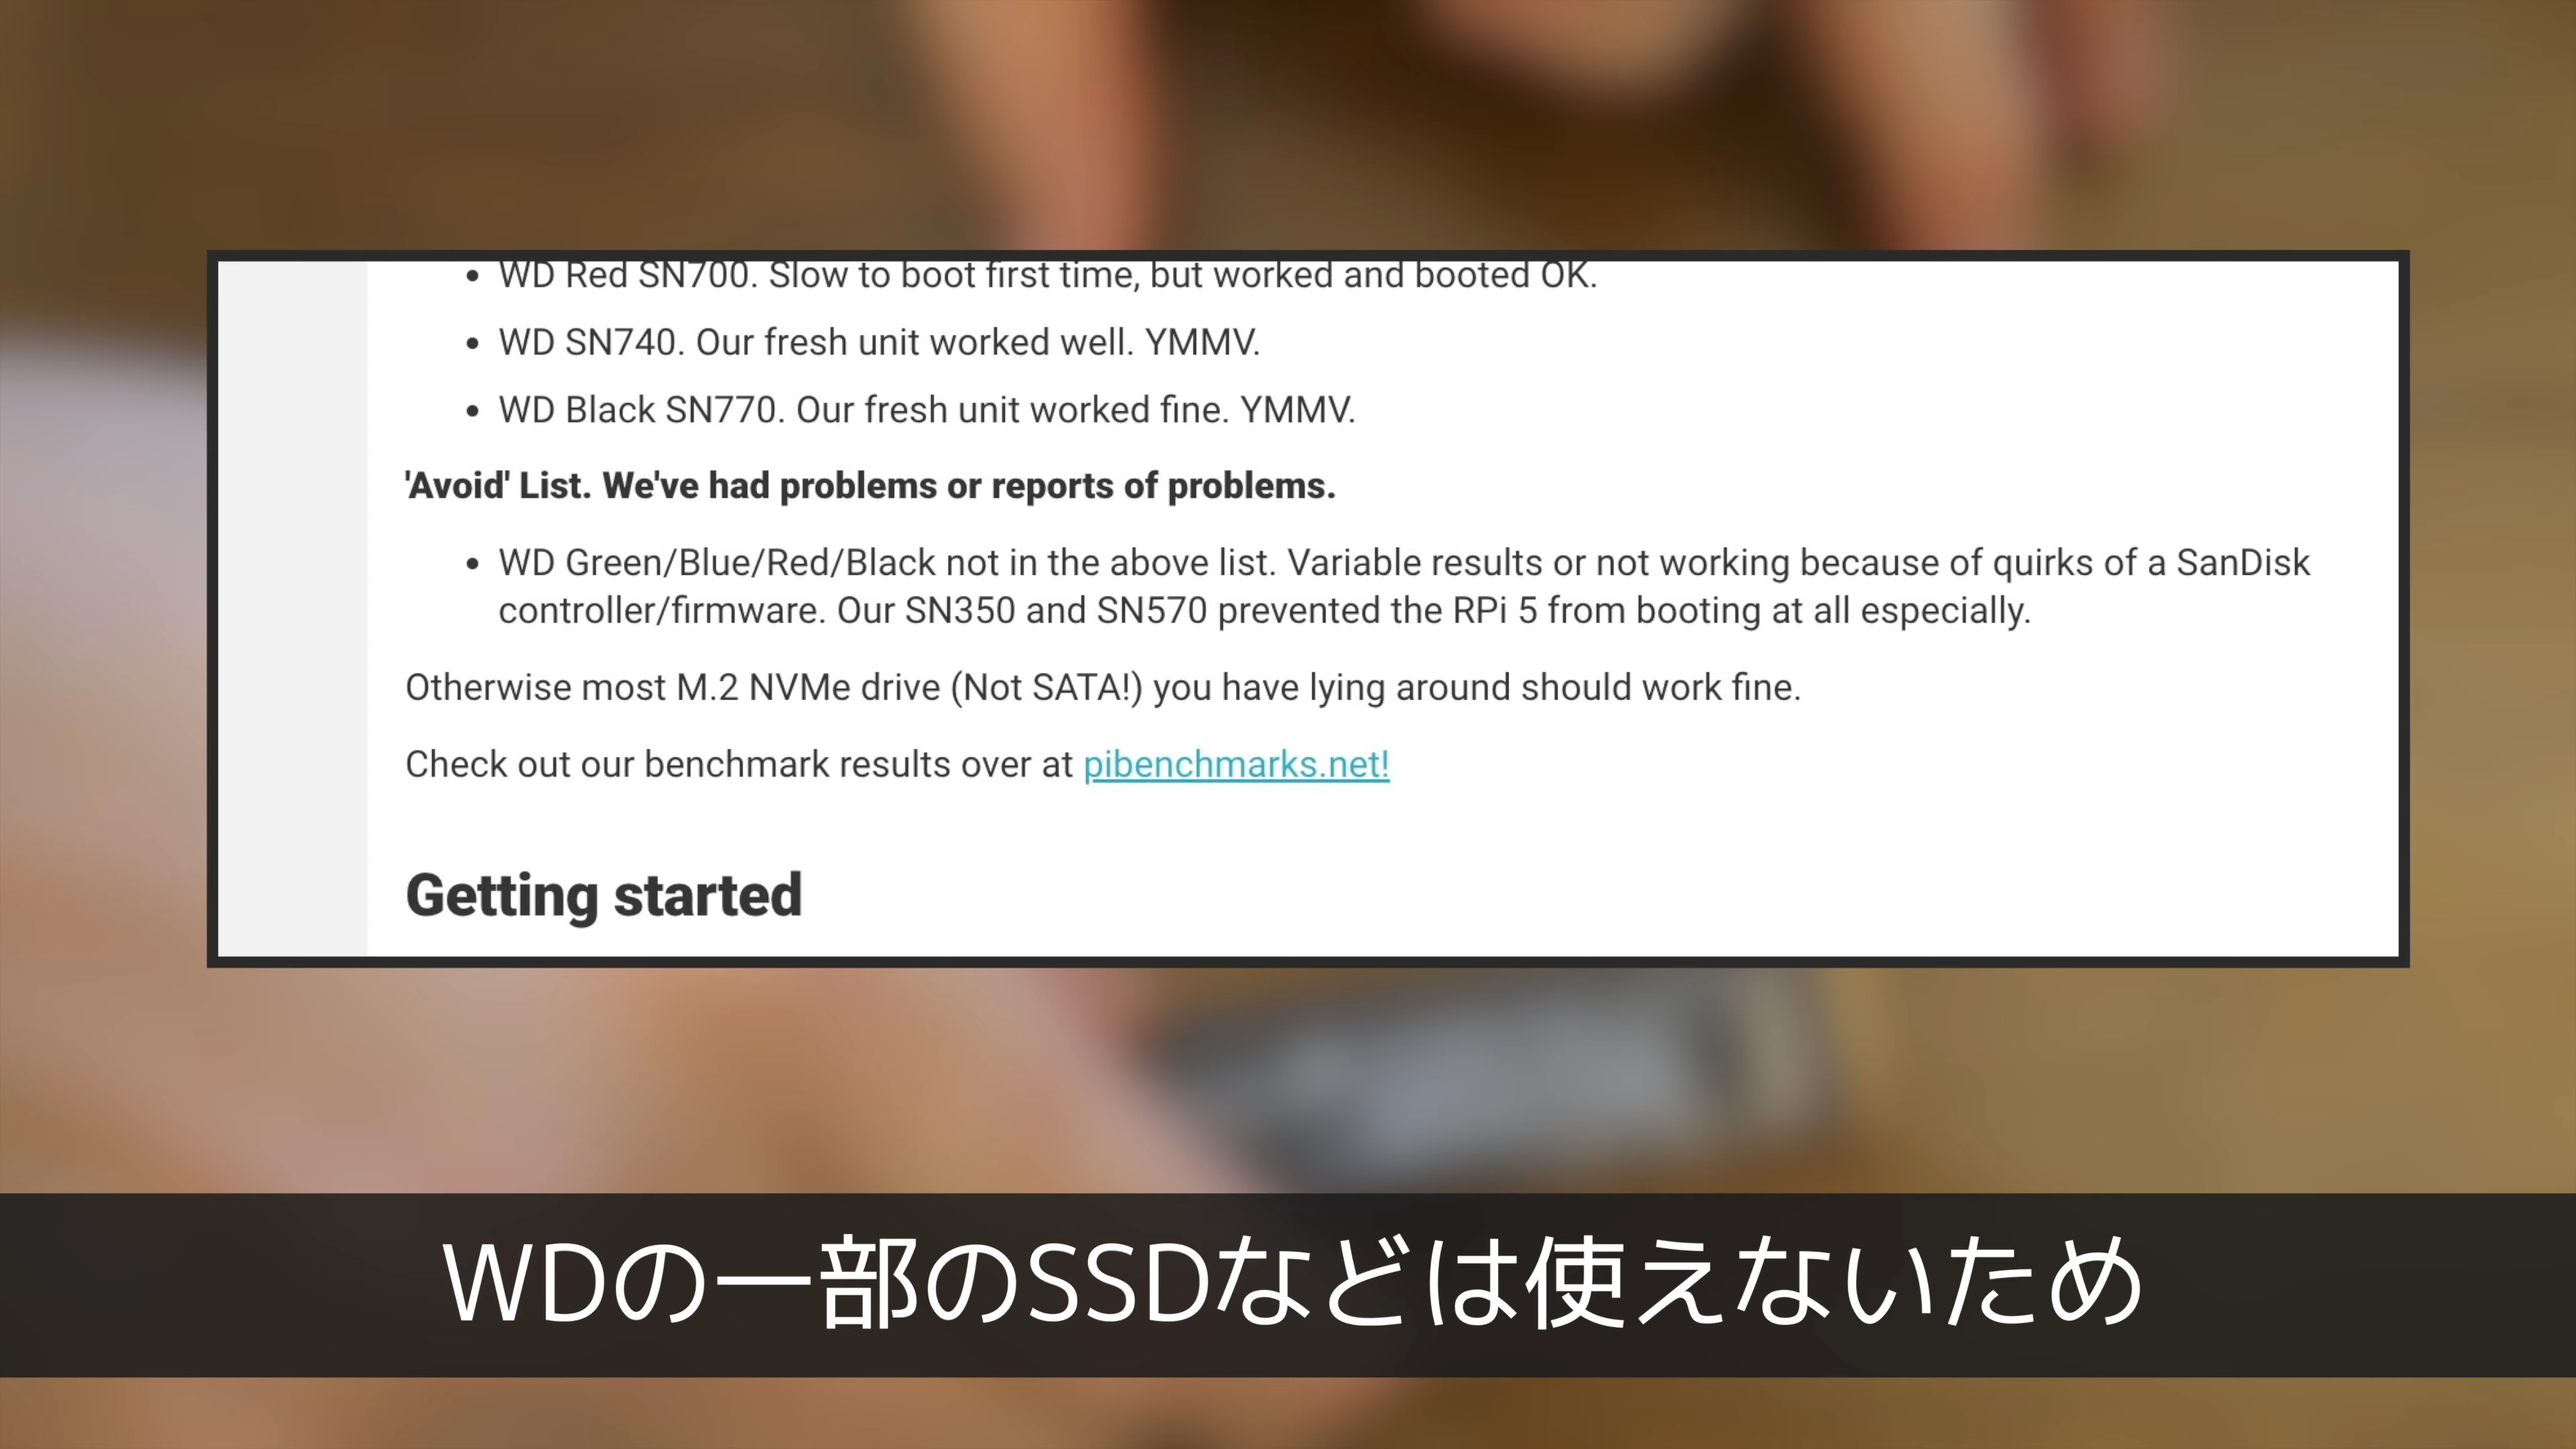 • WD Red SN700. Slow to boot first time, but worked and booted OK.
• WD SN740. Our fresh unit worked well. YMMV.
• WD Black SN770. Our fresh unit worked fine. YMMV.
'Avoid' List. We've had problems or reports of problems.
• WD Green/Blue/Red/Black not in the above list. Variable results or not working because of quirks of a SanDisk
controller/firmware. Our SN350 and SN570 prevented the RPi 5 from booting at all especially.
Otherwise most M.2 NVMe drive (Not SATA!) you have lying around should work fine.
Check out our benchmark results over at pibenchmarks.net!
Getting started
WDの一部のSSDなどは使えないため